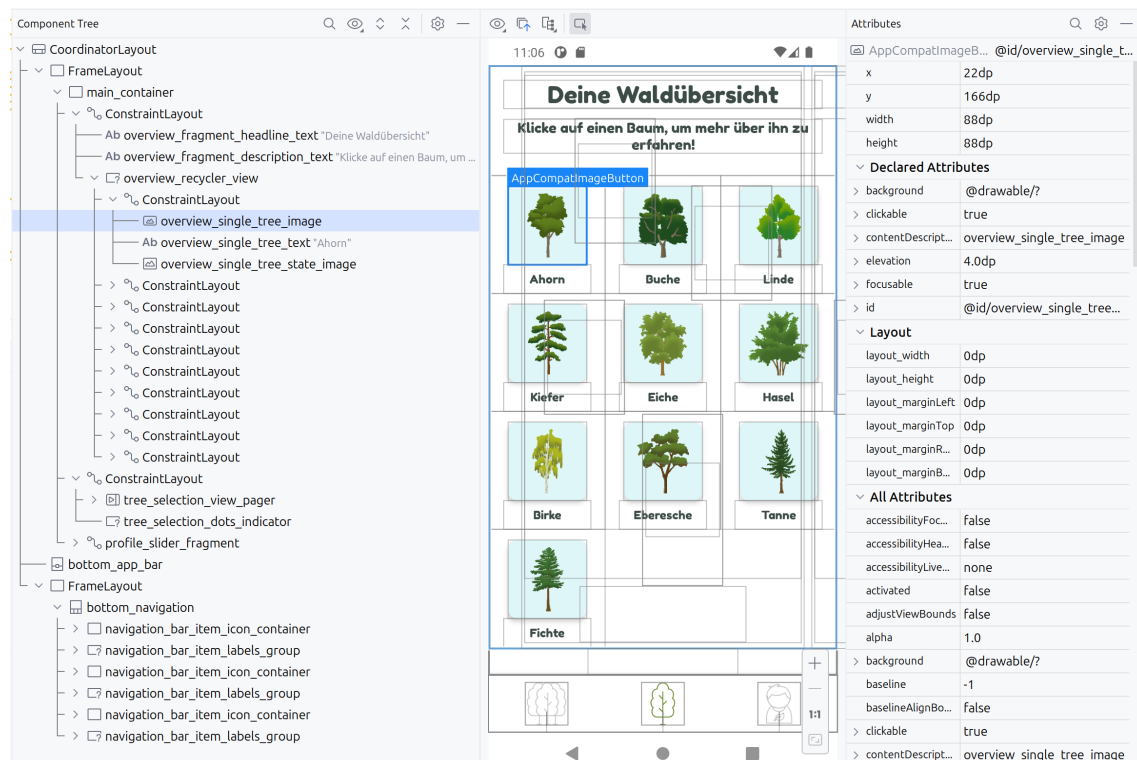 Component Tree
CoordinatorLayout
FrameLayout
main_container
ConstraintLayout
Ab overview_fragment_headline_text "Deine Waldübersicht"
Ab overview_fragment_description_text "Klicke auf einen Baum, um ...
overview_recycler_view
ConstraintLayout
overview_single_tree_image
Ab overview_single_tree_text "Ahorn"
overview_single_tree_state_image
ConstraintLayout
ConstraintLayout
ConstraintLayout
ConstraintLayout
ConstraintLayout
ConstraintLayout
ConstraintLayout
ConstraintLayout
ConstraintLayout
ConstraintLayout
tree_selection_view_pager
tree_selection_dots_indicator
profile_slider_fragment
bottom_app_bar
FrameLayout
bottom_navigation
navigation_bar_item_icon_container
navigation_bar_item_labels_group
navigation_bar_item_icon_container
navigation_bar_item_labels_group
navigation_bar_item_icon_container
navigation_bar_item_labels_group
11:06
Deine Waldübersicht
Klicke auf einen Baum, um mehr über ihn zu
erfahren!
AppCompatImageButton
Ahorn Buche Linde
Kiefer Eiche Hasel
Birke Eberesche Tanne
Fichte
1:1
Attributes
AppCompatImageB... @id/overview_single_t...
x 22dp
y 166dp
width 88dp
height 88dp
Declared Attributes
background @drawable/?
clickable true
contentDescript... overview_single_tree_image
elevation 4.0dp
focusable true
id @id/overview_single_tree...
Layout
layout_width 0dp
layout_height 0dp
layout_marginLeft 0dp
layout_marginTop 0dp
layout_marginR... 0dp
layout_marginB... 0dp
All Attributes
accessibilityFoc... false
accessibilityHea... false
accessibilityLive... none
activated false
adjustViewBounds false
alpha 1.0
background @drawable/?
baseline -1
baselineAlignBo... false
clickable true
contentDescript... overview_single_tree_image